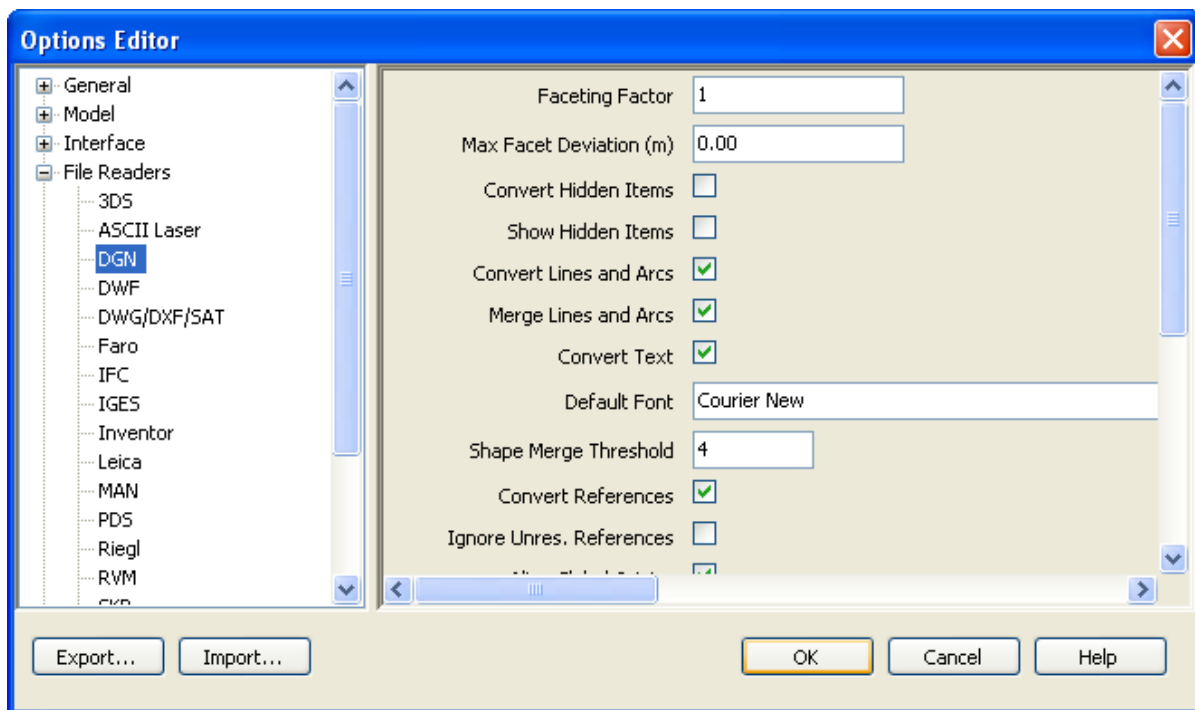 Options Editor
General
Model
Interface
File Readers
3DS
ASCII Laser
DGN
DWF
DWG/DXF/SAT
Faro
IFC
IGES
Inventor
Leica
MAN
PDS
Riegl
RVM
Faceting Factor 1
Max Facet Deviation (m) 0.00
Convert Hidden Items
Show Hidden Items
Convert Lines and Arcs
Merge Lines and Arcs
Convert Text
Default Font Courier New
Shape Merge Threshold 4
Convert References
Ignore Unres. References
Export... Import... OK Cancel Help